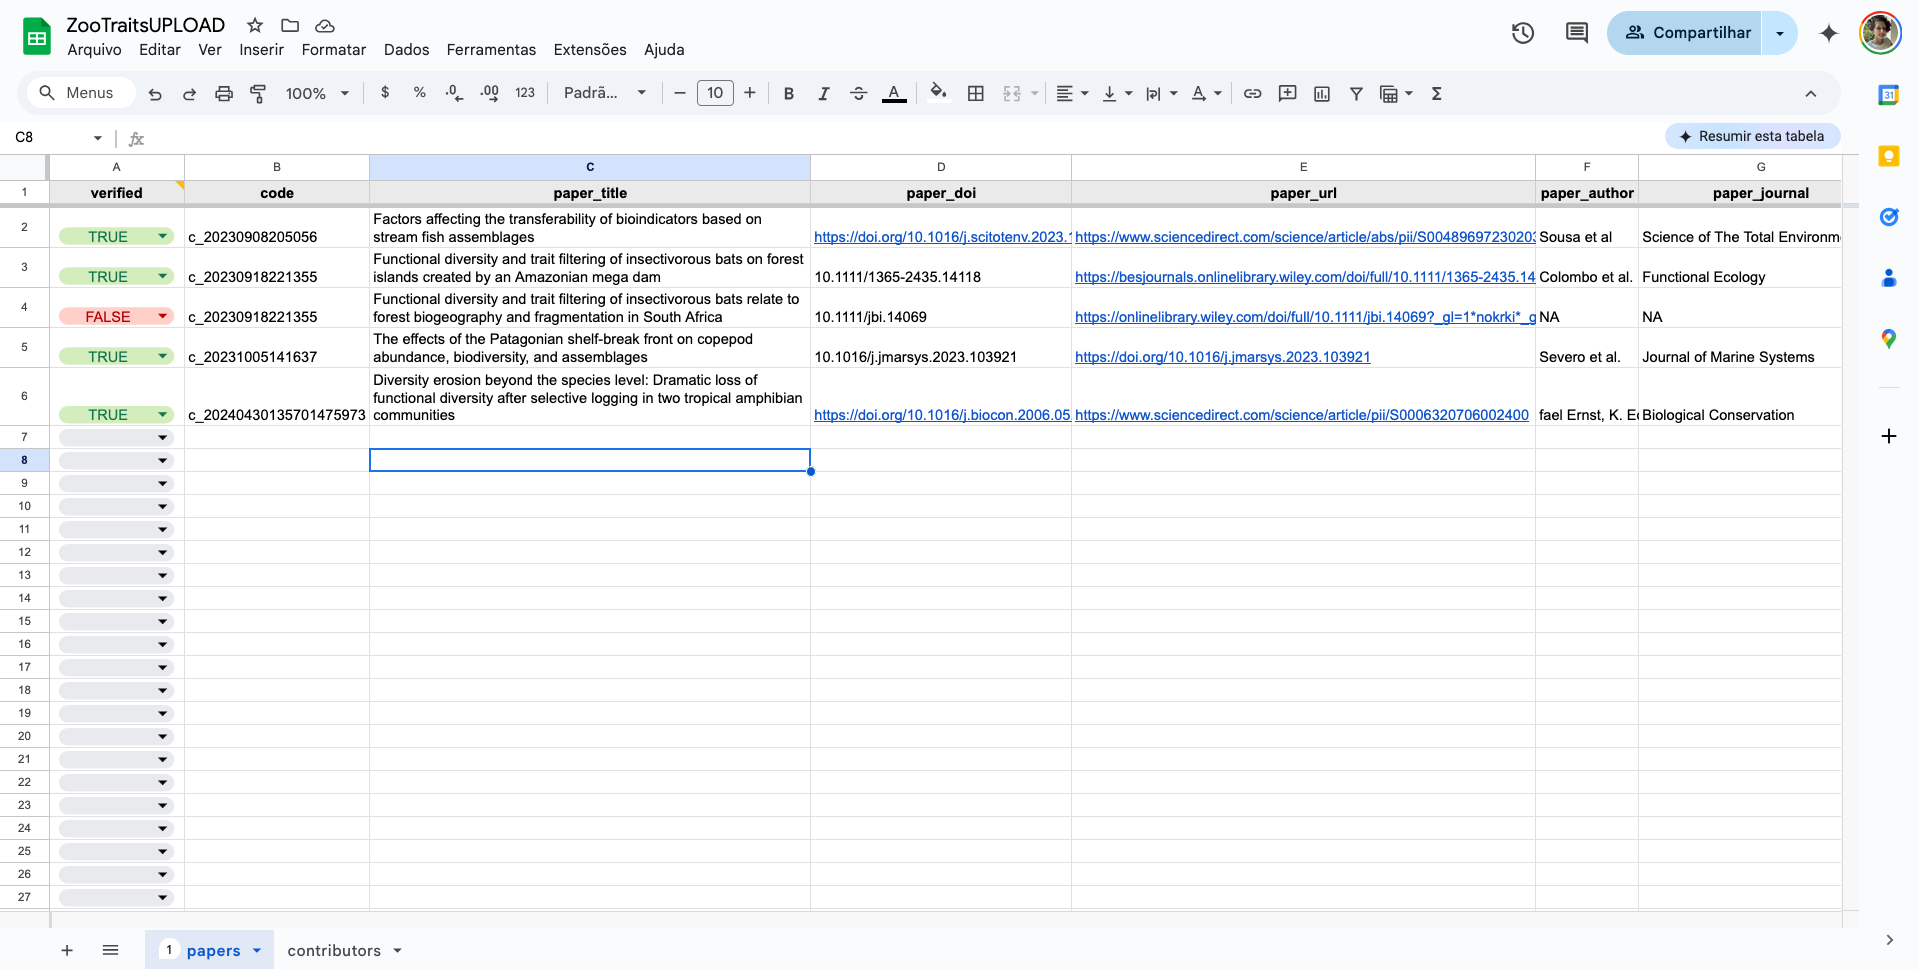 ZooTraitsUPLOAD
Arquivo Editar Ver Inserir Formatar Dados Ferramentas Extensões Ajuda
Compartilhar
Menus 100% $ % .0 .00 123 Padrã... 10 B I A A Σ
31
C8 fx
Resumir esta tabela
A B C D E F G
1 verified code paper_title paper_doi paper_url paper_author paper_journal
2 TRUE c_20230908205056 Factors affecting the transferability of bioindicators based on
stream fish assemblages https://doi.org/10.1016/j.scitotenv.2023.1 https://www.sciencedirect.com/science/article/abs/pii/S00489697230203 Sousa et al Science of The Total Environm
3 TRUE c_20230918221355 Functional diversity and trait filtering of insectivorous bats on forest
islands created by an Amazonian mega dam 10.1111/1365-2435.14118 https://besjournals.onlinelibrary.wiley.com/doi/full/10.1111/1365-2435.14 Colombo et al. Functional Ecology
4 FALSE c_20230918221355 Functional diversity and trait filtering of insectivorous bats relate to
forest biogeography and fragmentation in South Africa 10.1111/jbi.14069 https://onlinelibrary.wiley.com/doi/full/10.1111/jbi.14069?_gl=1*nokrki*_g NA NA
5 TRUE c_20231005141637 The effects of the Patagonian shelf-break front on copepod
abundance, biodiversity, and assemblages 10.1016/j.jmarsys.2023.103921 https://doi.org/10.1016/j.jmarsys.2023.103921 Severo et al. Journal of Marine Systems
6 TRUE c_20240430135701475973 Diversity erosion beyond the species level: Dramatic loss of
functional diversity after selective logging in two tropical amphibian
communities https://doi.org/10.1016/j.biocon.2006.05 https://www.sciencedirect.com/science/article/pii/S0006320706002400 fael Ernst, K. Ed Biological Conservation
7
8
9
10
11
12
13
14
15
16
17
18
19
20
21
22
23
24
25
26
27
1 papers contributors